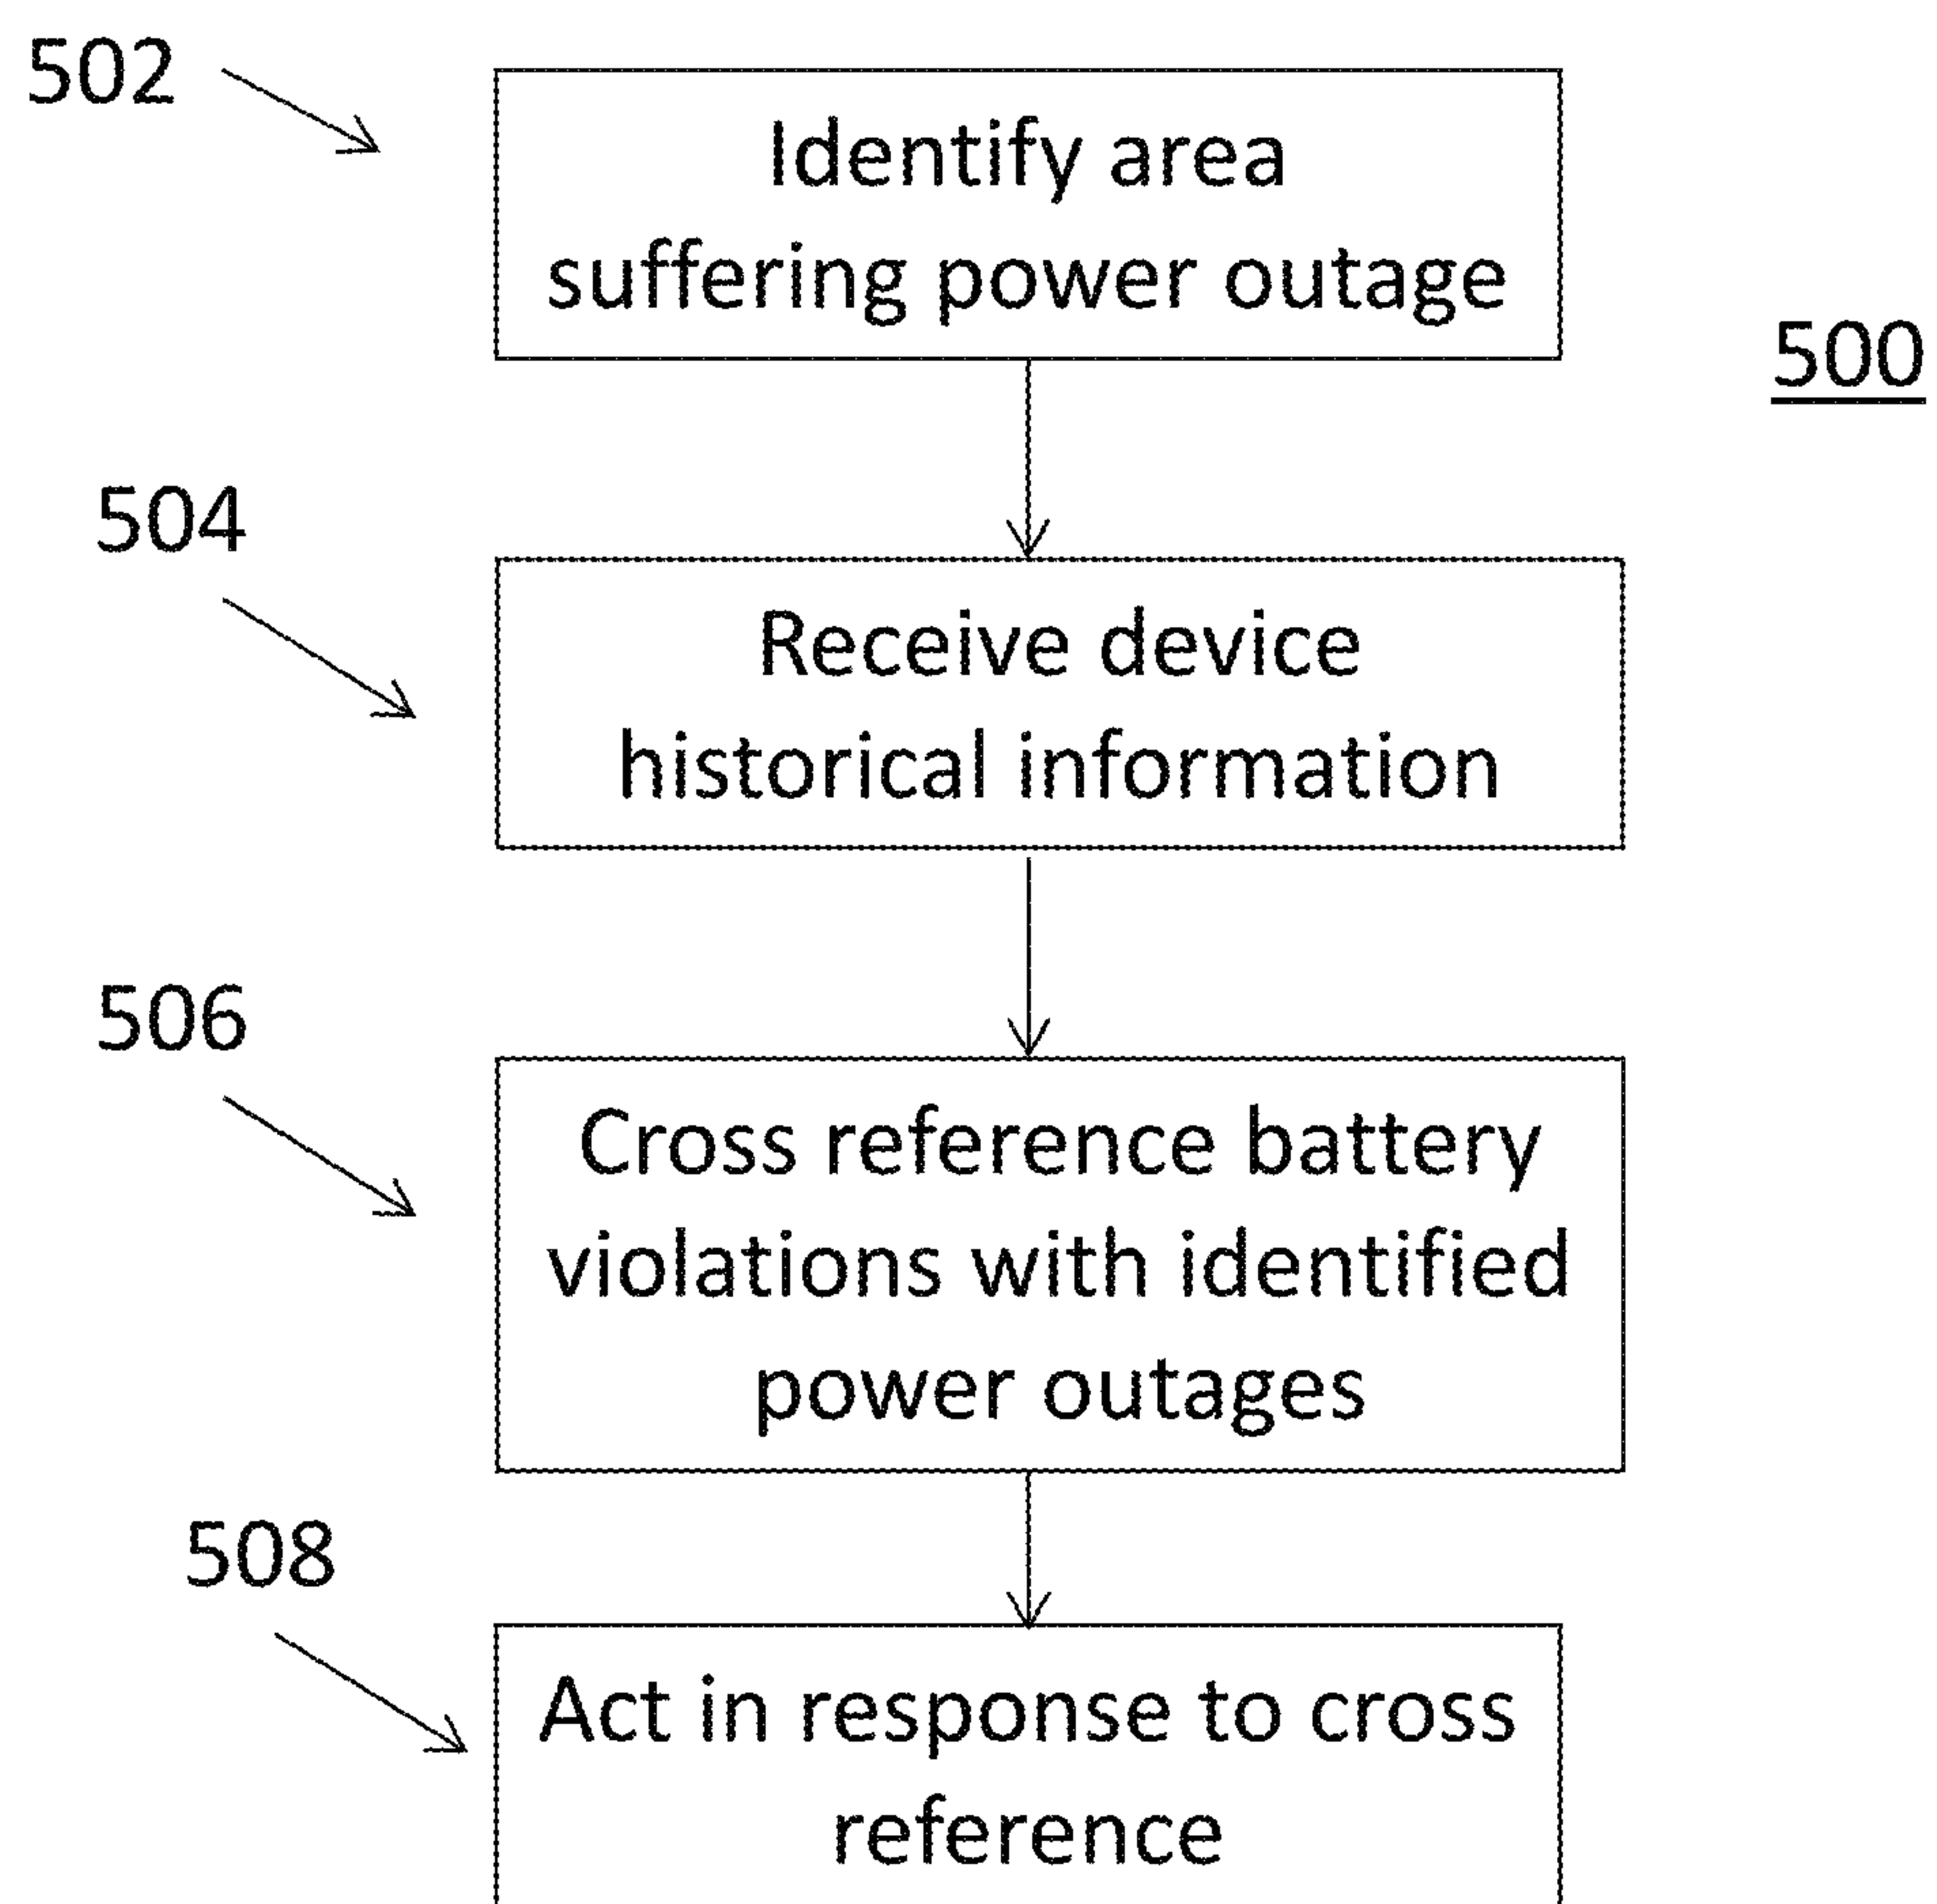 502
Identify area
suffering power outage
500
504
Receive device
historical information
506
Cross reference battery
violations with identified
power outages
508
Act in response to cross
reference